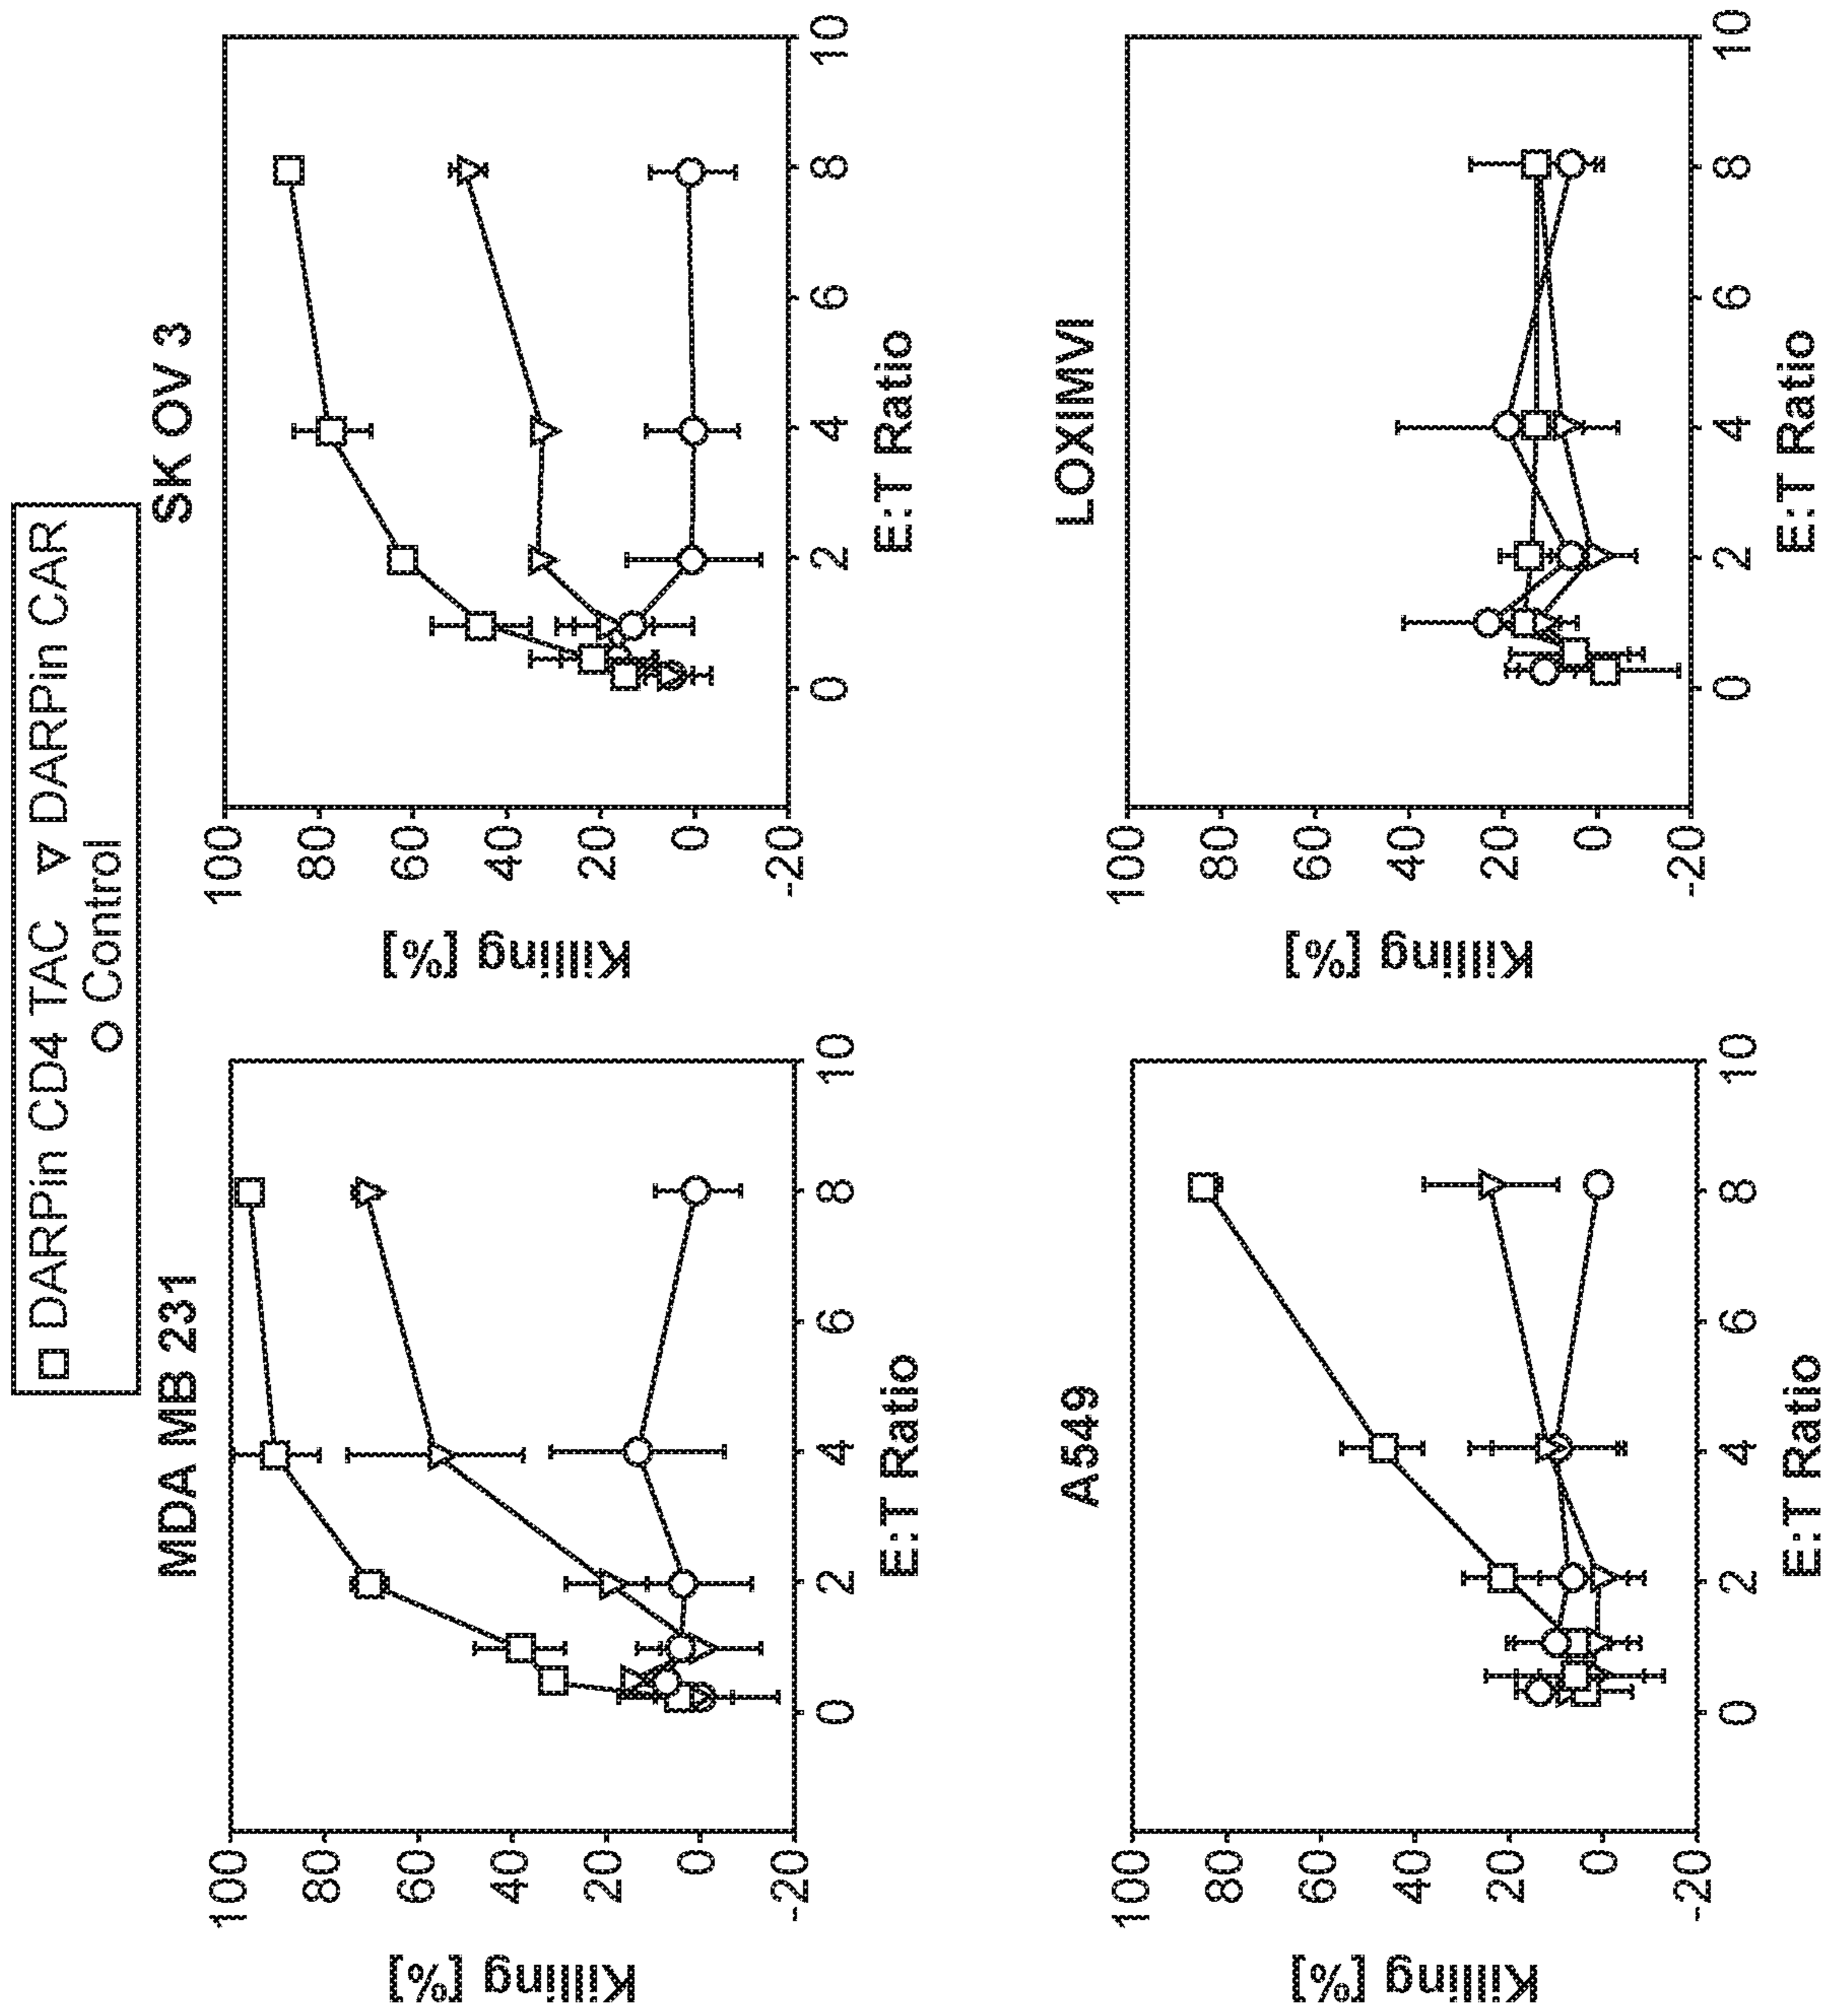 DARPin CD4 TAC DARPin CAR
Control
MDA MB 231
Killing [%]
100
80
60
40
20
0
-20
0 2 4 6 8 10
E:T Ratio
SK OV 3
Killing [%]
100
80
60
40
20
0
-20
0 2 4 6 8 10
E:T Ratio
A549
Killing [%]
100
80
60
40
20
0
-20
0 2 4 6 8 10
E:T Ratio
LOXIMVI
Killing [%]
100
80
60
40
20
0
-20
0 2 4 6 8 10
E:T Ratio